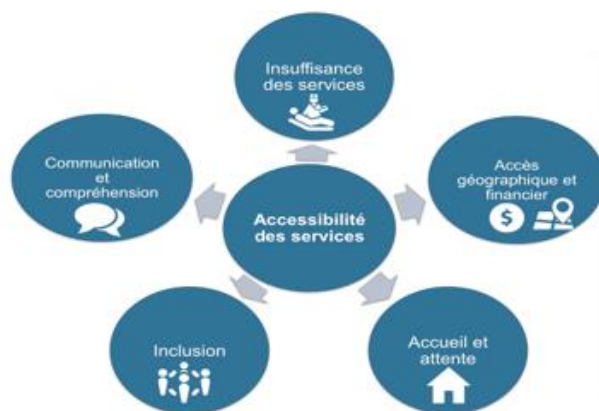 Insuffisance
des services
Communication
et
compréhension
Accès
géographique et
financier
$
Accessibilité
des services
Inclusion
Accueil et
attente